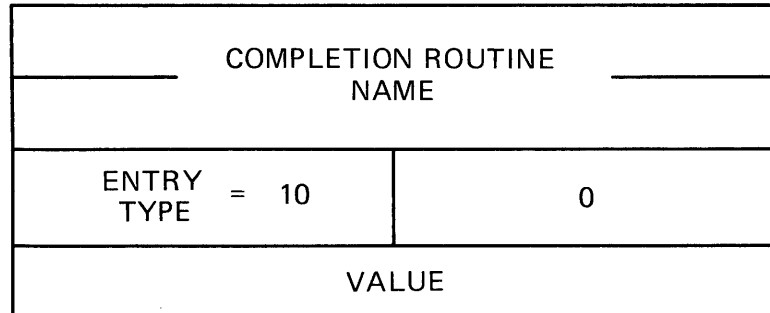 COMPLETION ROUTINE
NAME
ENTRY
TYPE = 10
0
VALUE